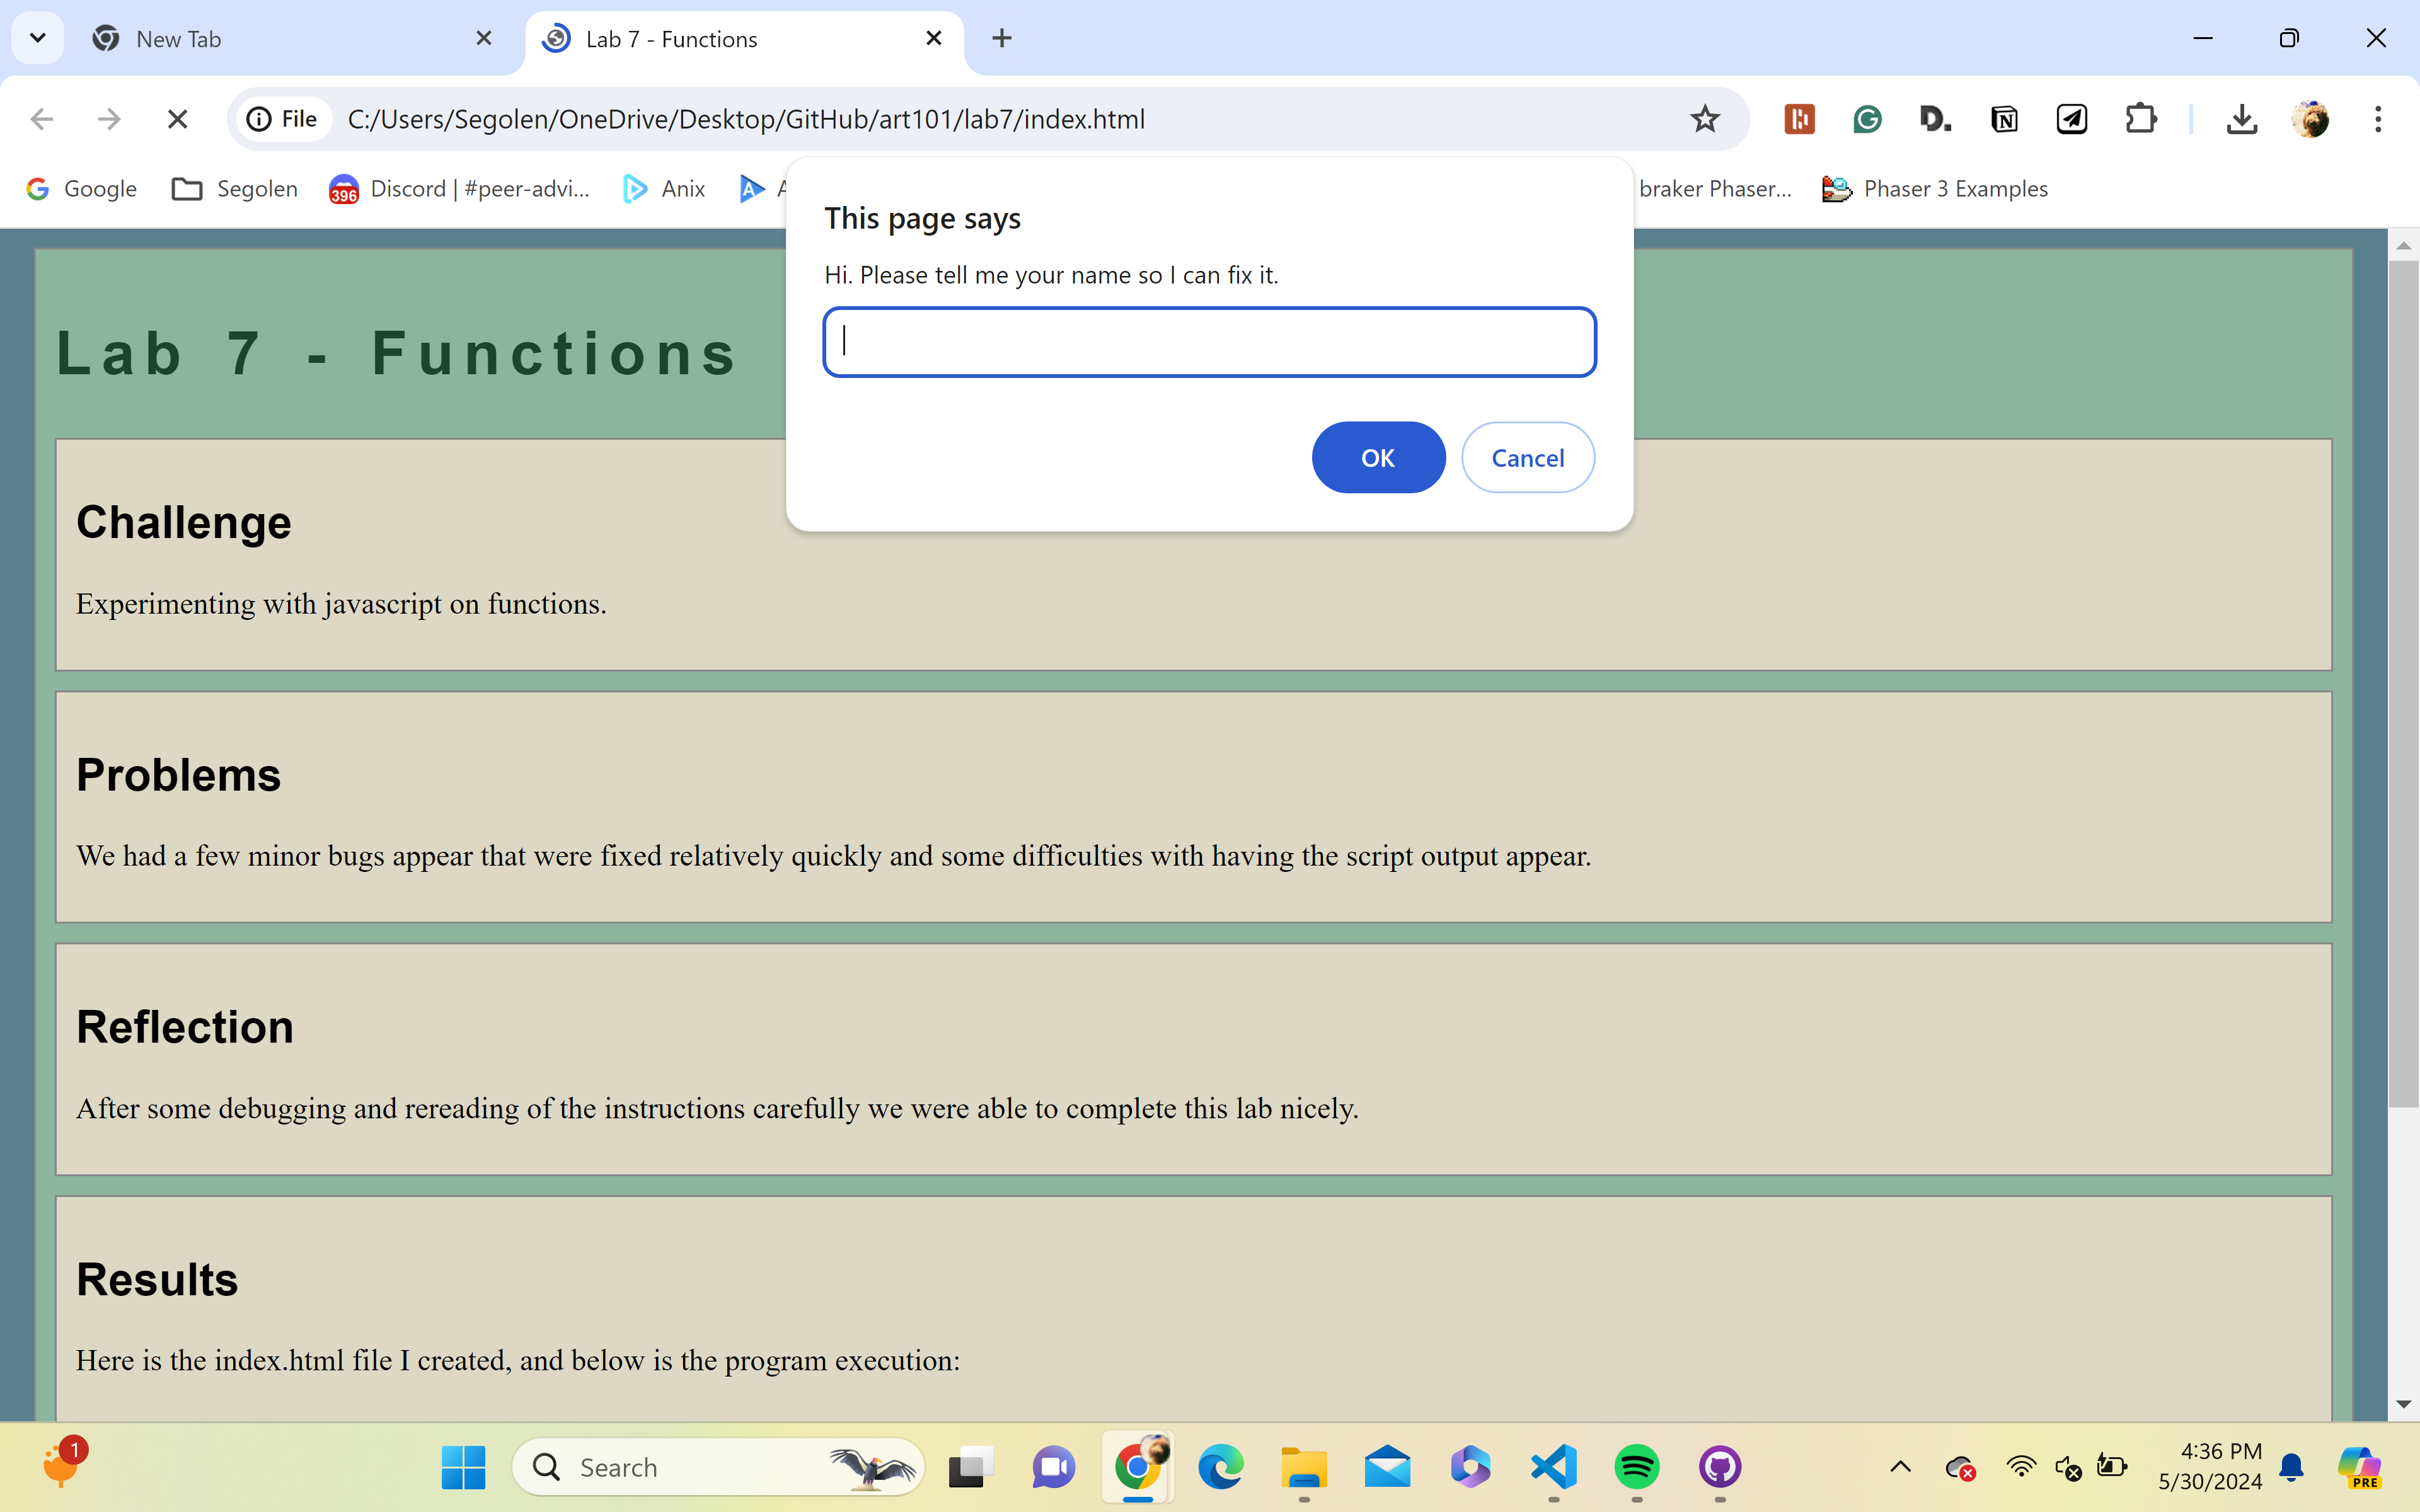 New Tab
Lab 7 - Functions
File C:/Users/Segolen/OneDrive/Desktop/GitHub/art101/lab7/index.html
Google Segolen 396 Discord | #peer-advi... Anix A braker Phaser... Phaser 3 Examples
This page says
Hi. Please tell me your name so I can fix it.
OK Cancel
Lab 7 - Functions
Challenge
Experimenting with javascript on functions.
Problems
We had a few minor bugs appear that were fixed relatively quickly and some difficulties with having the script output appear.
Reflection
After some debugging and rereading of the instructions carefully we were able to complete this lab nicely.
Results
Here is the index.html file I created, and below is the program execution:
1
Search
4:36 PM
5/30/2024
PRE